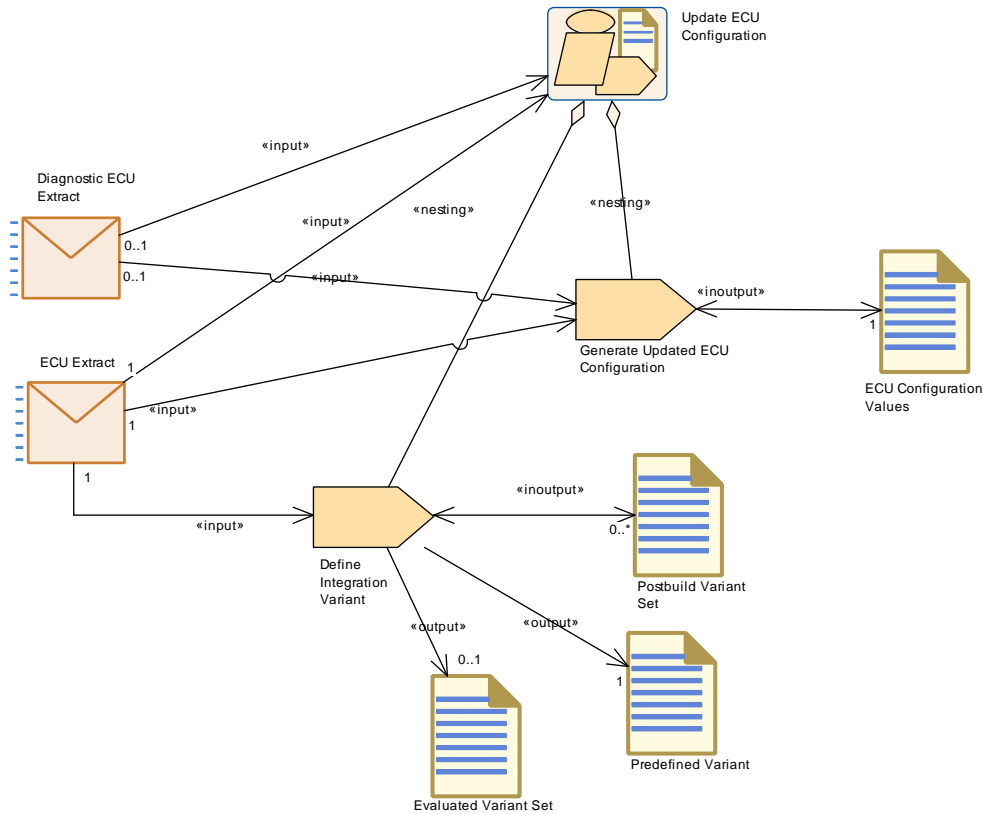 Update ECU
Configuration
«input»
Diagnostic ECU
Extract
«input»
«nesting»
«nesting»
0..1
0..1
«input»
«inoutput»
1
Generate Updated ECU
Configuration
ECU Extract
1
ECU Configuration
Values
«input»
1
1
«inoutput»
«input»
0..*
Define
Integration
Variant
Postbuild Variant
Set
«output»
«output»
0..1
1
Predefined Variant
Evaluated Variant Set